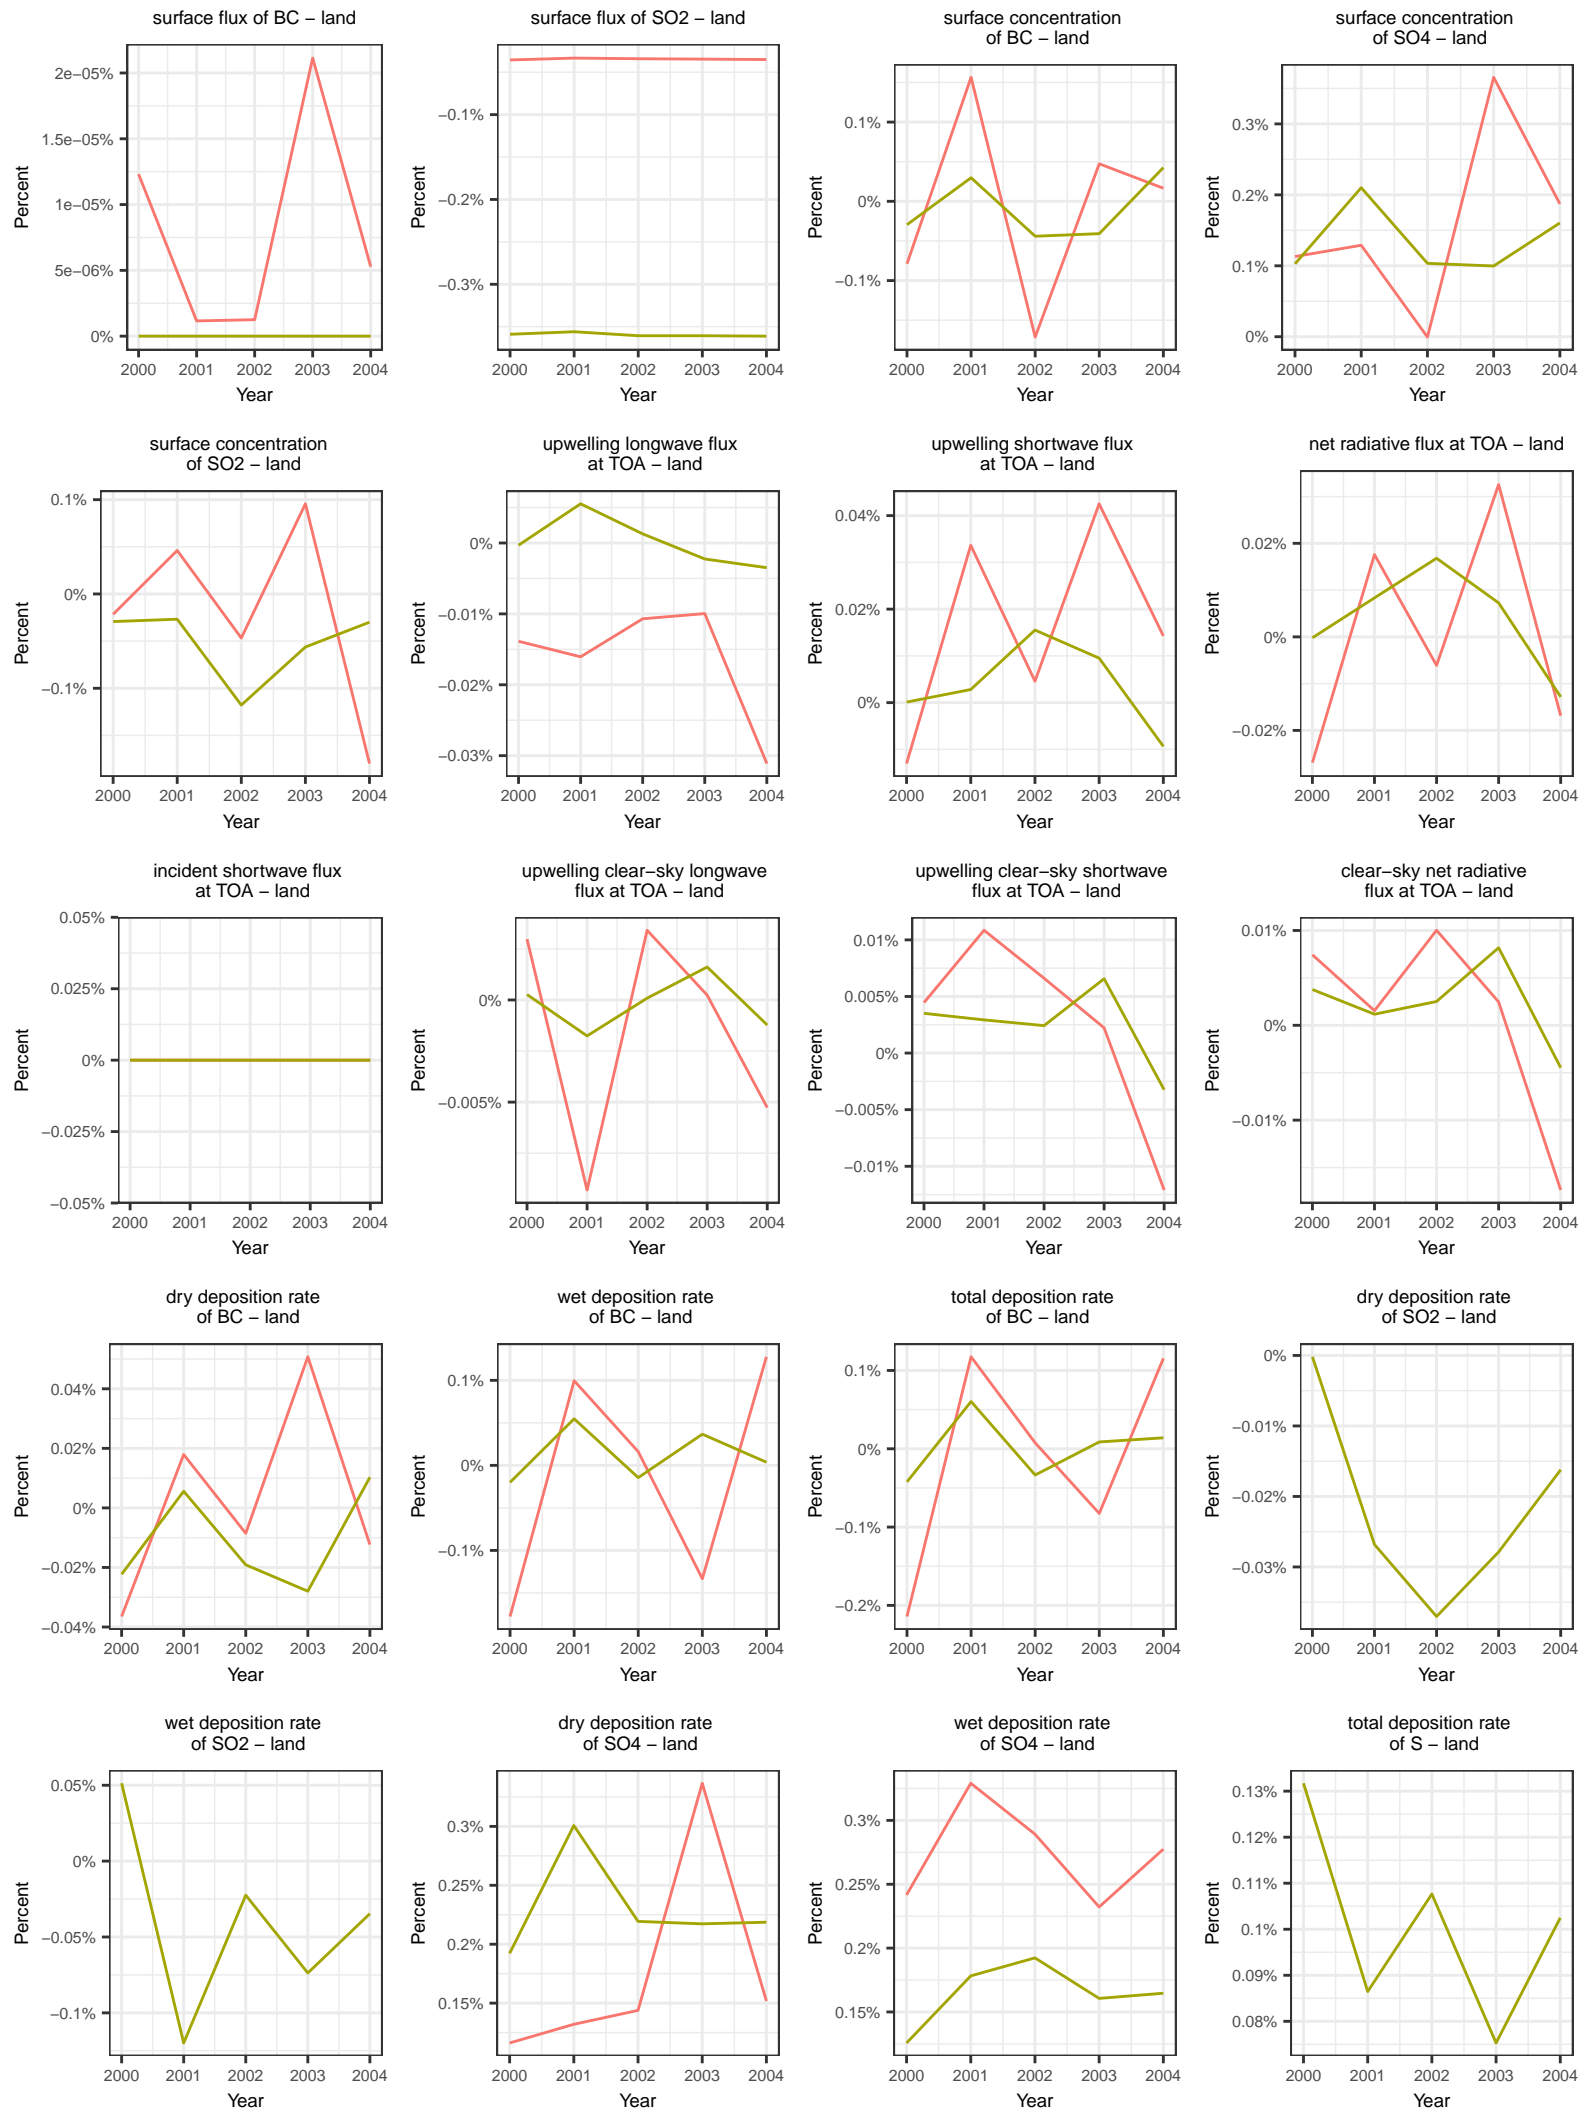 surface flux of BC − land
2e−05%
1.5e−05%
1e−05%
5e−06%
0%
Percent
2000 2001 2002 2003 2004
Year
surface flux of SO2 − land
−0.1%
−0.2%
−0.3%
Percent
2000 2001 2002 2003 2004
Year
surface concentration
of BC − land
0.1%
0%
−0.1%
Percent
2000 2001 2002 2003 2004
Year
surface concentration
of SO4 − land
0.3%
0.2%
0.1%
0%
Percent
2000 2001 2002 2003 2004
Year
surface concentration
of SO2 − land
0.1%
0%
−0.1%
Percent
2000 2001 2002 2003 2004
Year
upwelling longwave flux
at TOA − land
0%
−0.01%
−0.02%
−0.03%
Percent
2000 2001 2002 2003 2004
Year
upwelling shortwave flux
at TOA − land
0.04%
0.02%
0%
Percent
2000 2001 2002 2003 2004
Year
net radiative flux at TOA − land
0.02%
0%
−0.02%
Percent
2000 2001 2002 2003 2004
Year
incident shortwave flux
at TOA − land
0.05%
0.025%
0%
−0.025%
−0.05%
Percent
2000 2001 2002 2003 2004
Year
upwelling clear−sky longwave
flux at TOA − land
0%
−0.005%
Percent
2000 2001 2002 2003 2004
Year
upwelling clear−sky shortwave
flux at TOA − land
0.01%
0.005%
0%
−0.005%
−0.01%
Percent
2000 2001 2002 2003 2004
Year
clear−sky net radiative
flux at TOA − land
0.01%
0%
−0.01%
Percent
2000 2001 2002 2003 2004
Year
dry deposition rate
of BC − land
0.04%
0.02%
0%
−0.02%
−0.04%
Percent
2000 2001 2002 2003 2004
Year
wet deposition rate
of BC − land
0.1%
0%
−0.1%
Percent
2000 2001 2002 2003 2004
Year
total deposition rate
of BC − land
0.1%
0%
−0.1%
−0.2%
Percent
2000 2001 2002 2003 2004
Year
dry deposition rate
of SO2 − land
0%
−0.01%
−0.02%
−0.03%
Percent
2000 2001 2002 2003 2004
Year
wet deposition rate
of SO2 − land
0.05%
0%
−0.05%
−0.1%
Percent
2000 2001 2002 2003 2004
Year
dry deposition rate
of SO4 − land
0.3%
0.25%
0.2%
0.15%
Percent
2000 2001 2002 2003 2004
Year
wet deposition rate
of SO4 − land
0.3%
0.25%
0.2%
0.15%
Percent
2000 2001 2002 2003 2004
Year
total deposition rate
of S − land
0.13%
0.12%
0.11%
0.1%
0.09%
0.08%
Percent
2000 2001 2002 2003 2004
Year